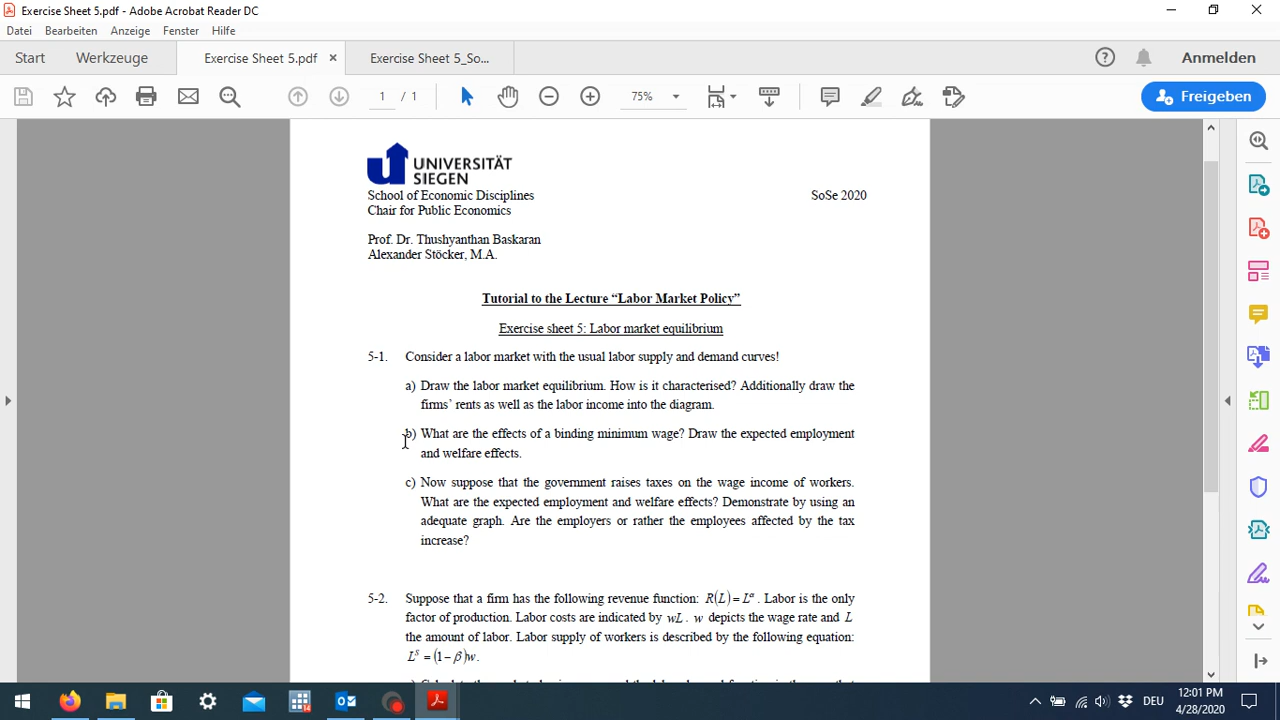 Exercise Sheet 5.pdf - Adobe Acrobat Reader DC
Datei Bearbeiten Anzeige Fenster Hilfe
Start Werkzeuge Exercise Sheet 5.pdf × Exercise Sheet 5_So... ? Anmelden
1 / 1 75% Freigeben
UNIVERSITÄT
SIEGEN
School of Economic Disciplines SoSe 2020
Chair for Public Economics
Prof. Dr. Thushyanthan Baskaran
Alexander Stöcker, M.A.
Tutorial to the Lecture “Labor Market Policy”
Exercise sheet 5: Labor market equilibrium
5-1. Consider a labor market with the usual labor supply and demand curves!
a) Draw the labor market equilibrium. How is it characterised? Additionally draw the
firms’ rents as well as the labor income into the diagram.
b) What are the effects of a binding minimum wage? Draw the expected employment
and welfare effects.
c) Now suppose that the government raises taxes on the wage income of workers.
What are the expected employment and welfare effects? Demonstrate by using an
adequate graph. Are the employers or rather the employees affected by the tax
increase?
5-2. Suppose that a firm has the following revenue function: R(L) = L^α . Labor is the only
factor of production. Labor costs are indicated by wL . w depicts the wage rate and L
the amount of labor. Labor supply of workers is described by the following equation:
L^S = (1 − β)w.
DEU 12:01 PM
4/28/2020